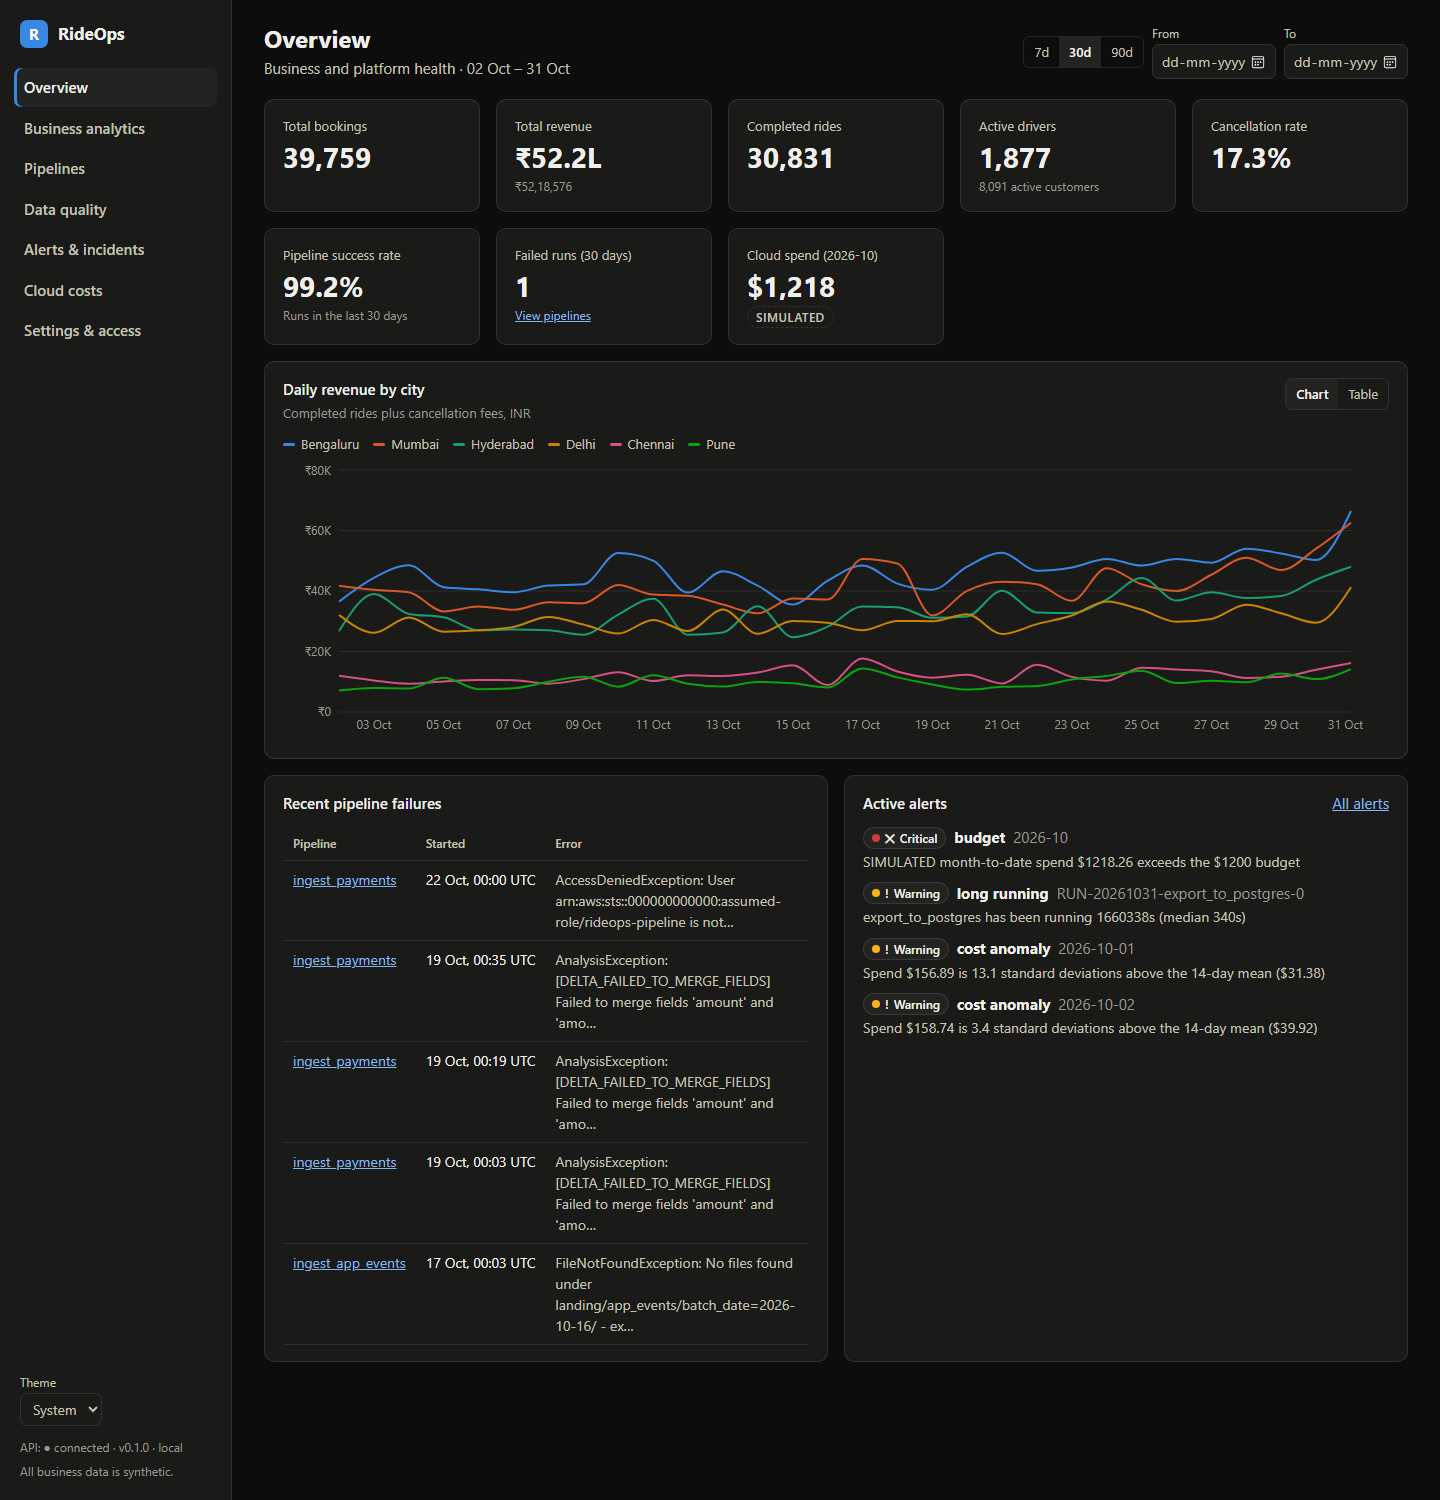 R RideOps
Overview
Business analytics
Pipelines
Data quality
Alerts & incidents
Cloud costs
Settings & access
Theme
System
API: ● connected · v0.1.0 · local
All business data is synthetic.
Overview
Business and platform health · 02 Oct – 31 Oct
7d 30d 90d
From
dd-mm-yyyy
To
dd-mm-yyyy
Total bookings
39,759
Total revenue
₹52.2L
₹52,18,576
Completed rides
30,831
Active drivers
1,877
8,091 active customers
Cancellation rate
17.3%
Pipeline success rate
99.2%
Runs in the last 30 days
Failed runs (30 days)
1
View pipelines
Cloud spend (2026-10)
$1,218
SIMULATED
Daily revenue by city
Completed rides plus cancellation fees, INR
Chart Table
Bengaluru Mumbai Hyderabad Delhi Chennai Pune
₹80K
₹60K
₹40K
₹20K
₹0
03 Oct 05 Oct 07 Oct 09 Oct 11 Oct 13 Oct 15 Oct 17 Oct 19 Oct 21 Oct 23 Oct 25 Oct 27 Oct 29 Oct 31 Oct
Recent pipeline failures
Pipeline Started Error
ingest_payments 22 Oct, 00:00 UTC AccessDeniedException: User
arn:aws:sts::000000000000:assumed-
role/rideops-pipeline is not...
ingest_payments 19 Oct, 00:35 UTC AnalysisException:
[DELTA_FAILED_TO_MERGE_FIELDS]
Failed to merge fields 'amount' and
'amo...
ingest_payments 19 Oct, 00:19 UTC AnalysisException:
[DELTA_FAILED_TO_MERGE_FIELDS]
Failed to merge fields 'amount' and
'amo...
ingest_payments 19 Oct, 00:03 UTC AnalysisException:
[DELTA_FAILED_TO_MERGE_FIELDS]
Failed to merge fields 'amount' and
'amo...
ingest_app_events 17 Oct, 00:03 UTC FileNotFoundException: No files found
under
landing/app_events/batch_date=2026-
10-16/ - ex...
Active alerts
All alerts
✕ Critical budget 2026-10
SIMULATED month-to-date spend $1218.26 exceeds the $1200 budget
! Warning long running RUN-20261031-export_to_postgres-0
export_to_postgres has been running 1660338s (median 340s)
! Warning cost anomaly 2026-10-01
Spend $156.89 is 13.1 standard deviations above the 14-day mean ($31.38)
! Warning cost anomaly 2026-10-02
Spend $158.74 is 3.4 standard deviations above the 14-day mean ($39.92)